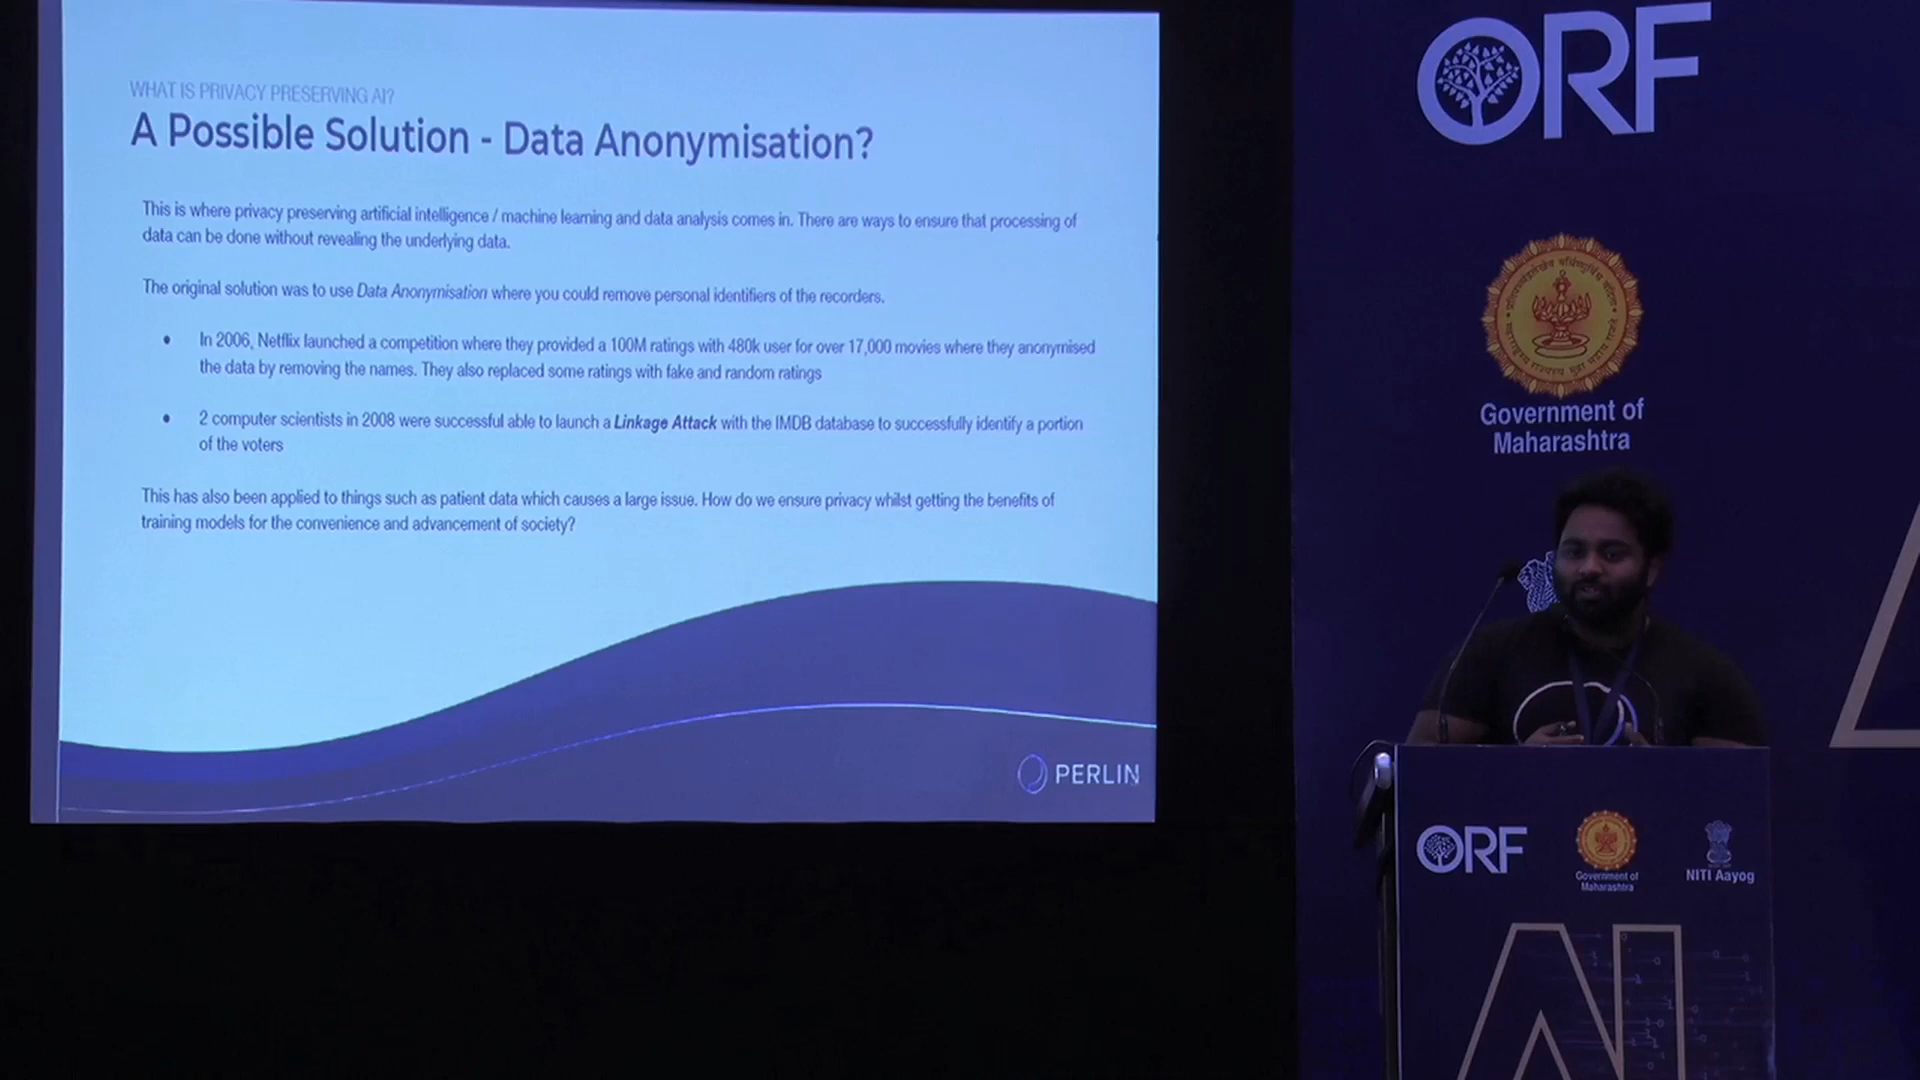 WHAT IS PRIVACY PRESERVING AI?
A Possible Solution - Data Anonymisation?
This is where privacy preserving artificial intelligence / machine learning and data analysis comes in. There are ways to ensure that processing of
data can be done without revealing the underlying data.
The original solution was to use Data Anonymisation where you could remove personal identifiers of the recorders.
• In 2006, Netflix launched a competition where they provided a 100M ratings with 480k user for over 17,000 movies where they anonymised
the data by removing the names. They also replaced some ratings with fake and random ratings
• 2 computer scientists in 2008 were successful able to launch a Linkage Attack with the IMDB database to successfully identify a portion
of the voters
This has also been applied to things such as patient data which causes a large issue. How do we ensure privacy whilst getting the benefits of
training models for the convenience and advancement of society?
PERLIN
ORF
Government of
Maharashtra
ORF
Government of
Maharashtra
NITI Aayog
AI